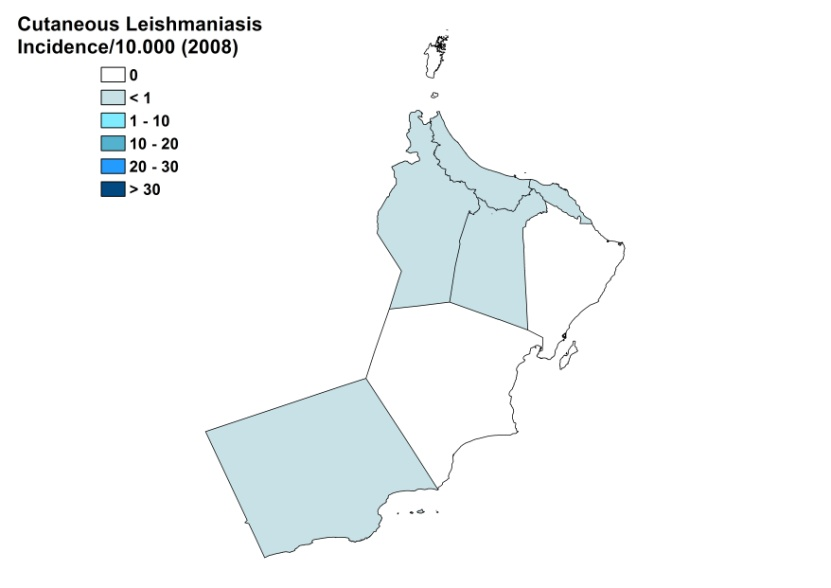 Cutaneous Leishmaniasis
Incidence/10.000 (2008)
0
< 1
1 - 10
10 - 20
20 - 30
> 30